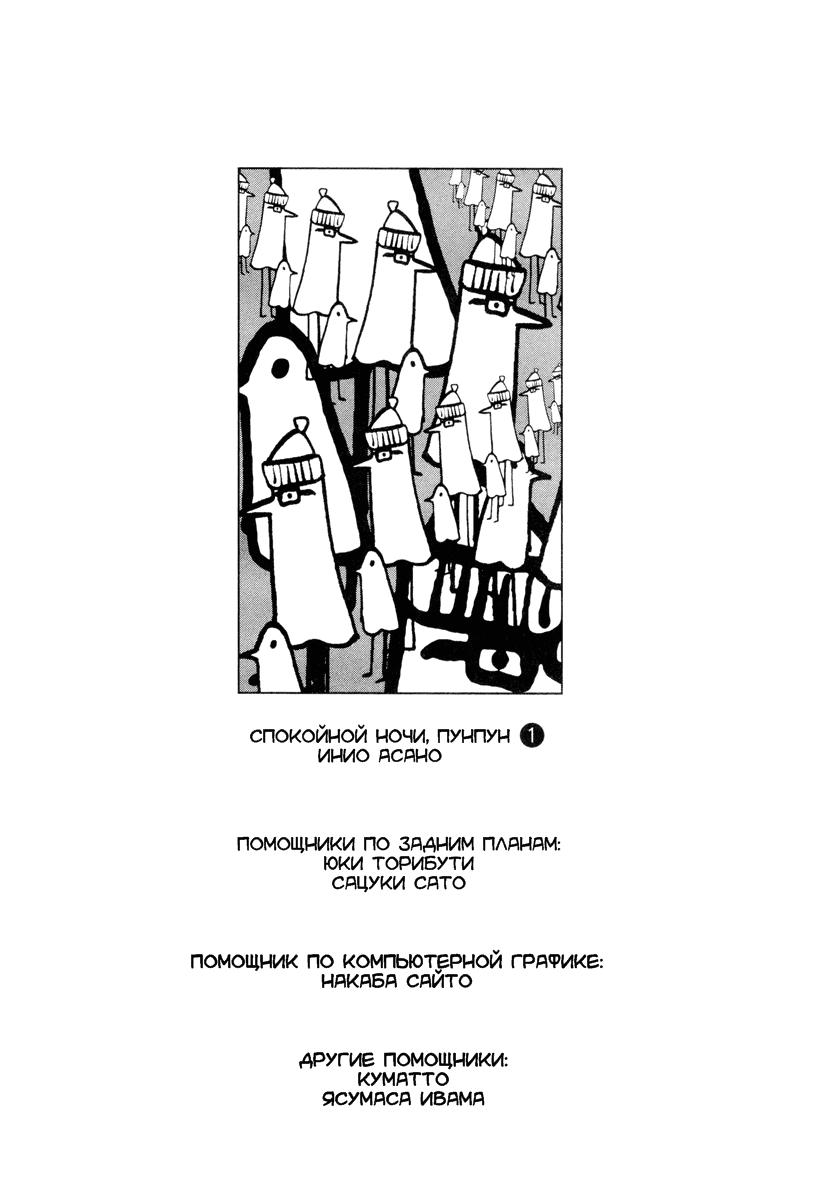 СПОКОЙНОЙ НОЧИ, ПУНПУН 1
ИНИО АСАНО
ПОМОЩНИКИ ПО ЗАДНИМ ПЛАНАМ:
ЮКИ ТОРИБУТИ
САЦУКИ САТО
ПОМОЩНИК ПО КОМПЬЮТЕРНОЙ ГРАФИКЕ:
НАКАБА САЙТО
ДРУГИЕ ПОМОЩНИКИ:
КУМАТТО
ЯСУМАСА ИВАМА